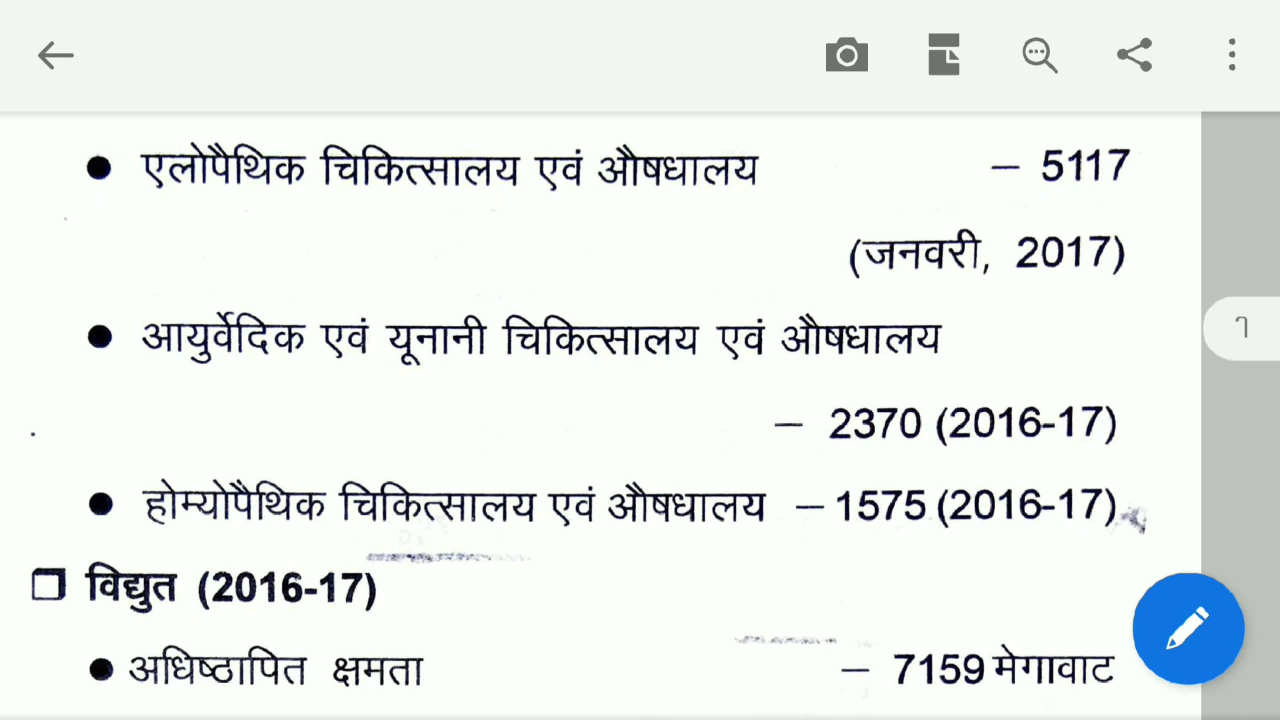 ● एलोपैथिक चिकित्सालय एवं औषधालय – 5117
(जनवरी, 2017)
● आयुर्वेदिक एवं यूनानी चिकित्सालय एवं औषधालय
– 2370 (2016-17)
● होम्योपैथिक चिकित्सालय एवं औषधालय – 1575 (2016-17)
❒ विद्युत (2016-17)
● अधिष्ठापित क्षमता – 7159 मेगावाट